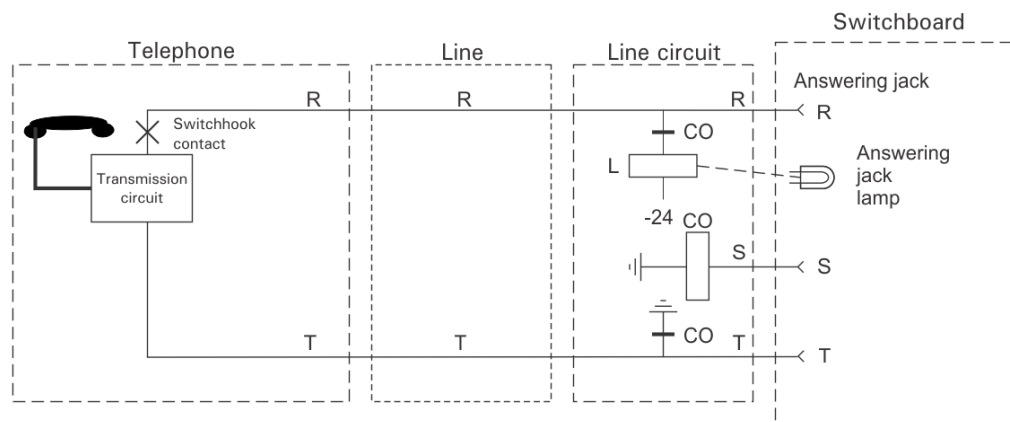 Switchboard
Telephone
Line
Line circuit
Answering jack
R
R
R
R
Switchhook
contact
CO
Transmission
circuit
L
Answering
jack
lamp
-24
CO
S
S
CO
T
T
T
T